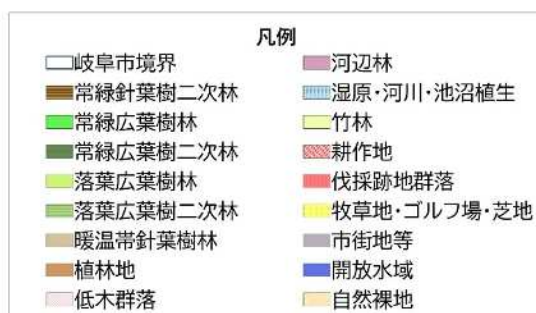 凡例
岐阜市境界
常緑針葉樹二次林
常緑広葉樹林
常緑広葉樹二次林
落葉広葉樹林
落葉広葉樹二次林
暖温帯針葉樹林
植林地
低木群落
河辺林
湿原・河川・池沼植生
竹林
耕作地
伐採跡地群落
牧草地・ゴルフ場・芝地
市街地等
開放水域
自然裸地